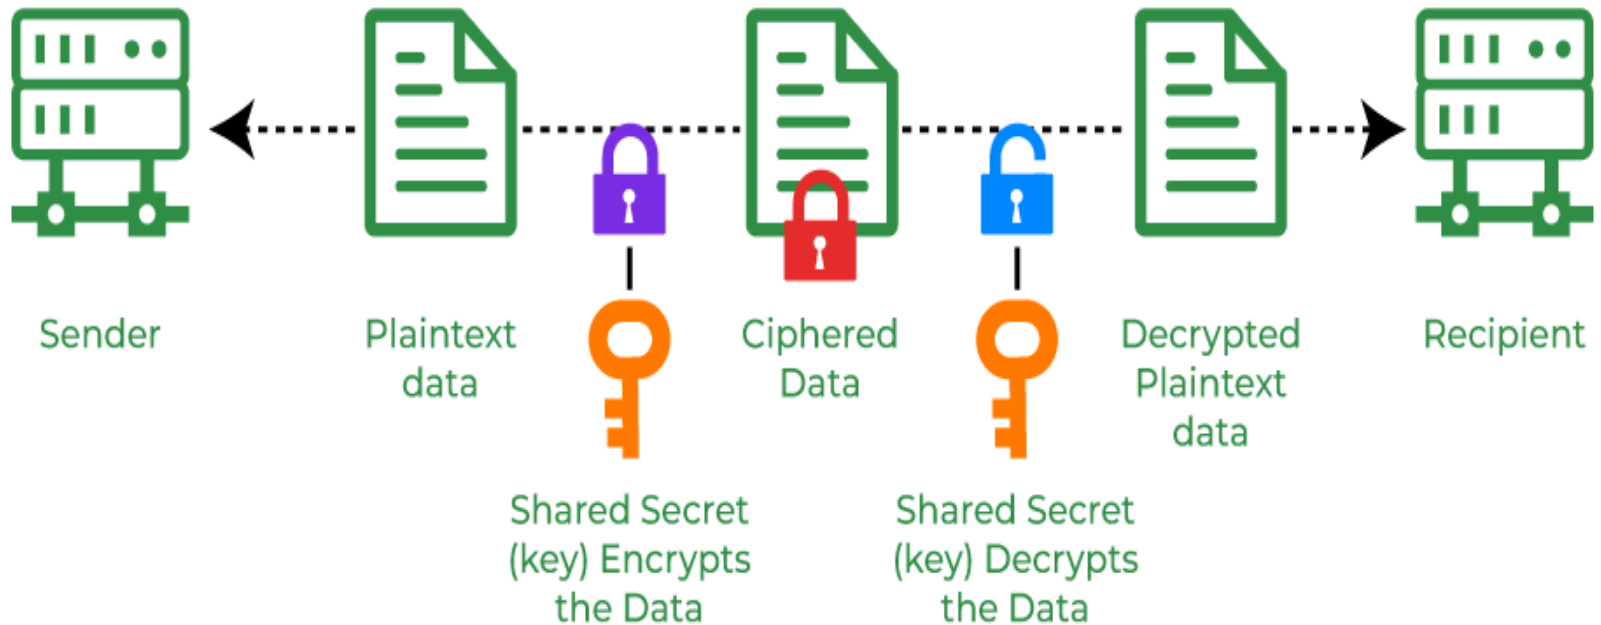 Sender
Plaintext
data
Ciphered
Data
Decrypted
Plaintext
data
Recipient
Shared Secret
(key) Encrypts
the Data
Shared Secret
(key) Decrypts
the Data